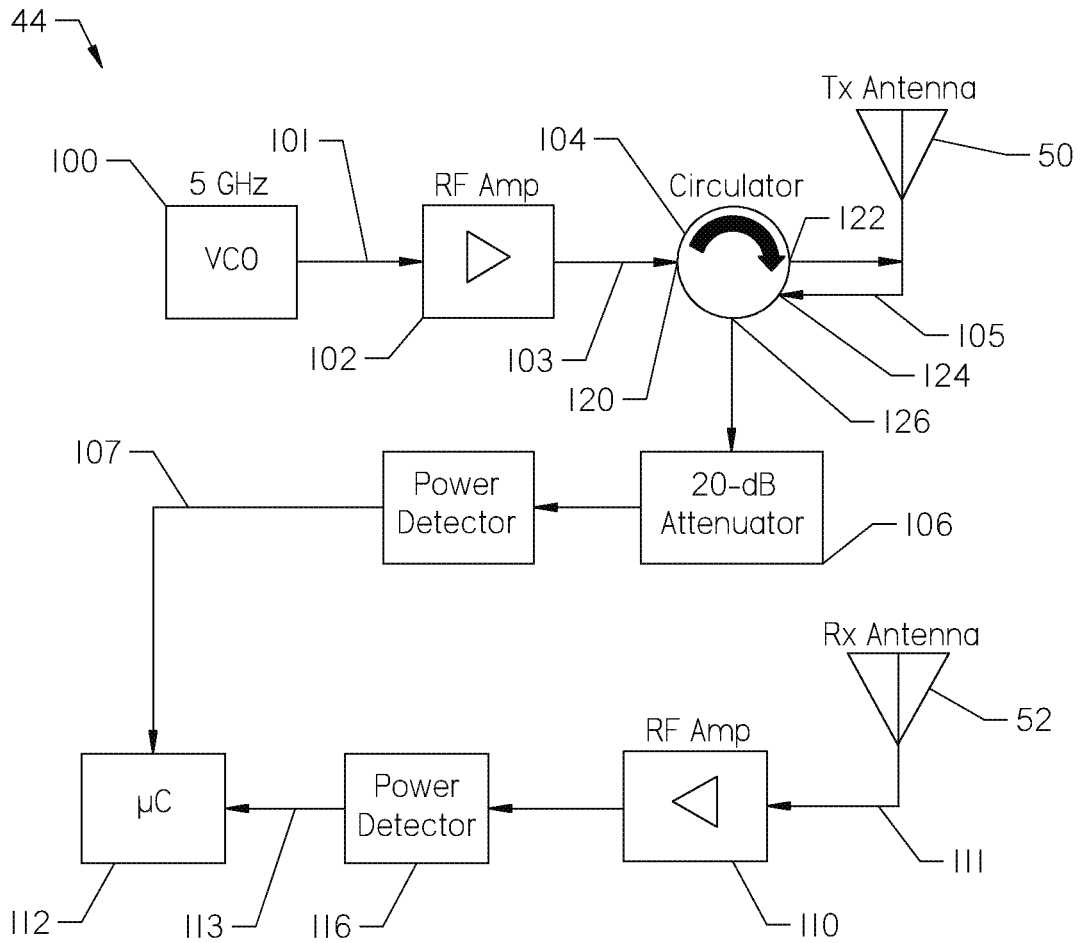 44
Tx Antenna
101
104
100
5 GHz
RF Amp
Circulator
50
122
VCO
102
103
120
105
124
126
107
Power
Detector
20-dB
Attenuator
106
Rx Antenna
52
RF Amp
µC
Power
Detector
111
112
113
116
110